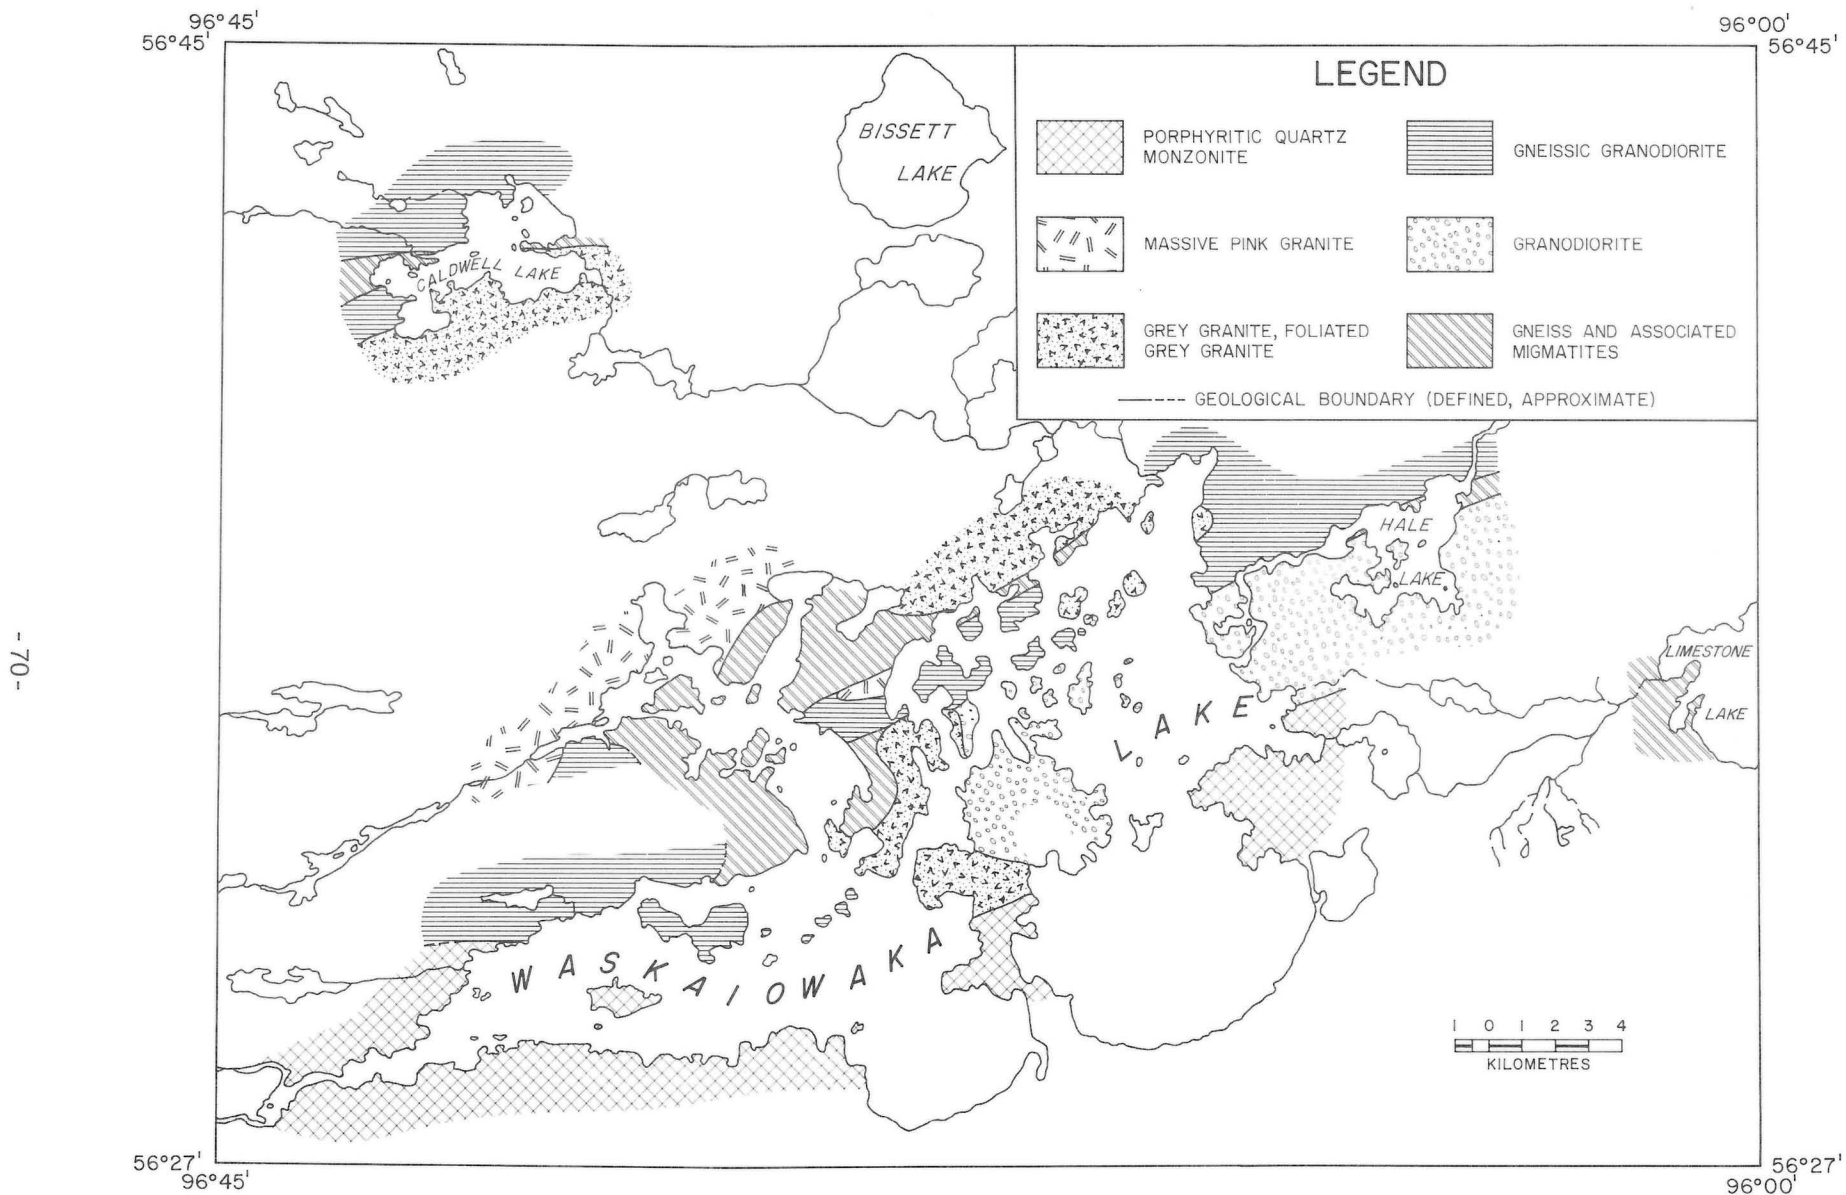 96°45'
96°00'
56°45'
56°45'
LEGEND
BISSETT
LAKE
PORPHYRITIC QUARTZ
MONZONITE
GNEISSIC GRANODIORITE
MASSIVE PINK GRANITE
GRANODIORITE
GREY GRANITE, FOLIATED
GREY GRANITE
GNEISS AND ASSOCIATED
MIGMATITES
GEOLOGICAL BOUNDARY (DEFINED, APPROXIMATE)
CALDWELL LAKE
HALE
LAKE
LIMESTONE
LAKE
WASKAIOWAKA LAKE
1 0 1 2 3 4
KILOMETRES
-70-
56°27'
56°27'
96°45'
96°00'